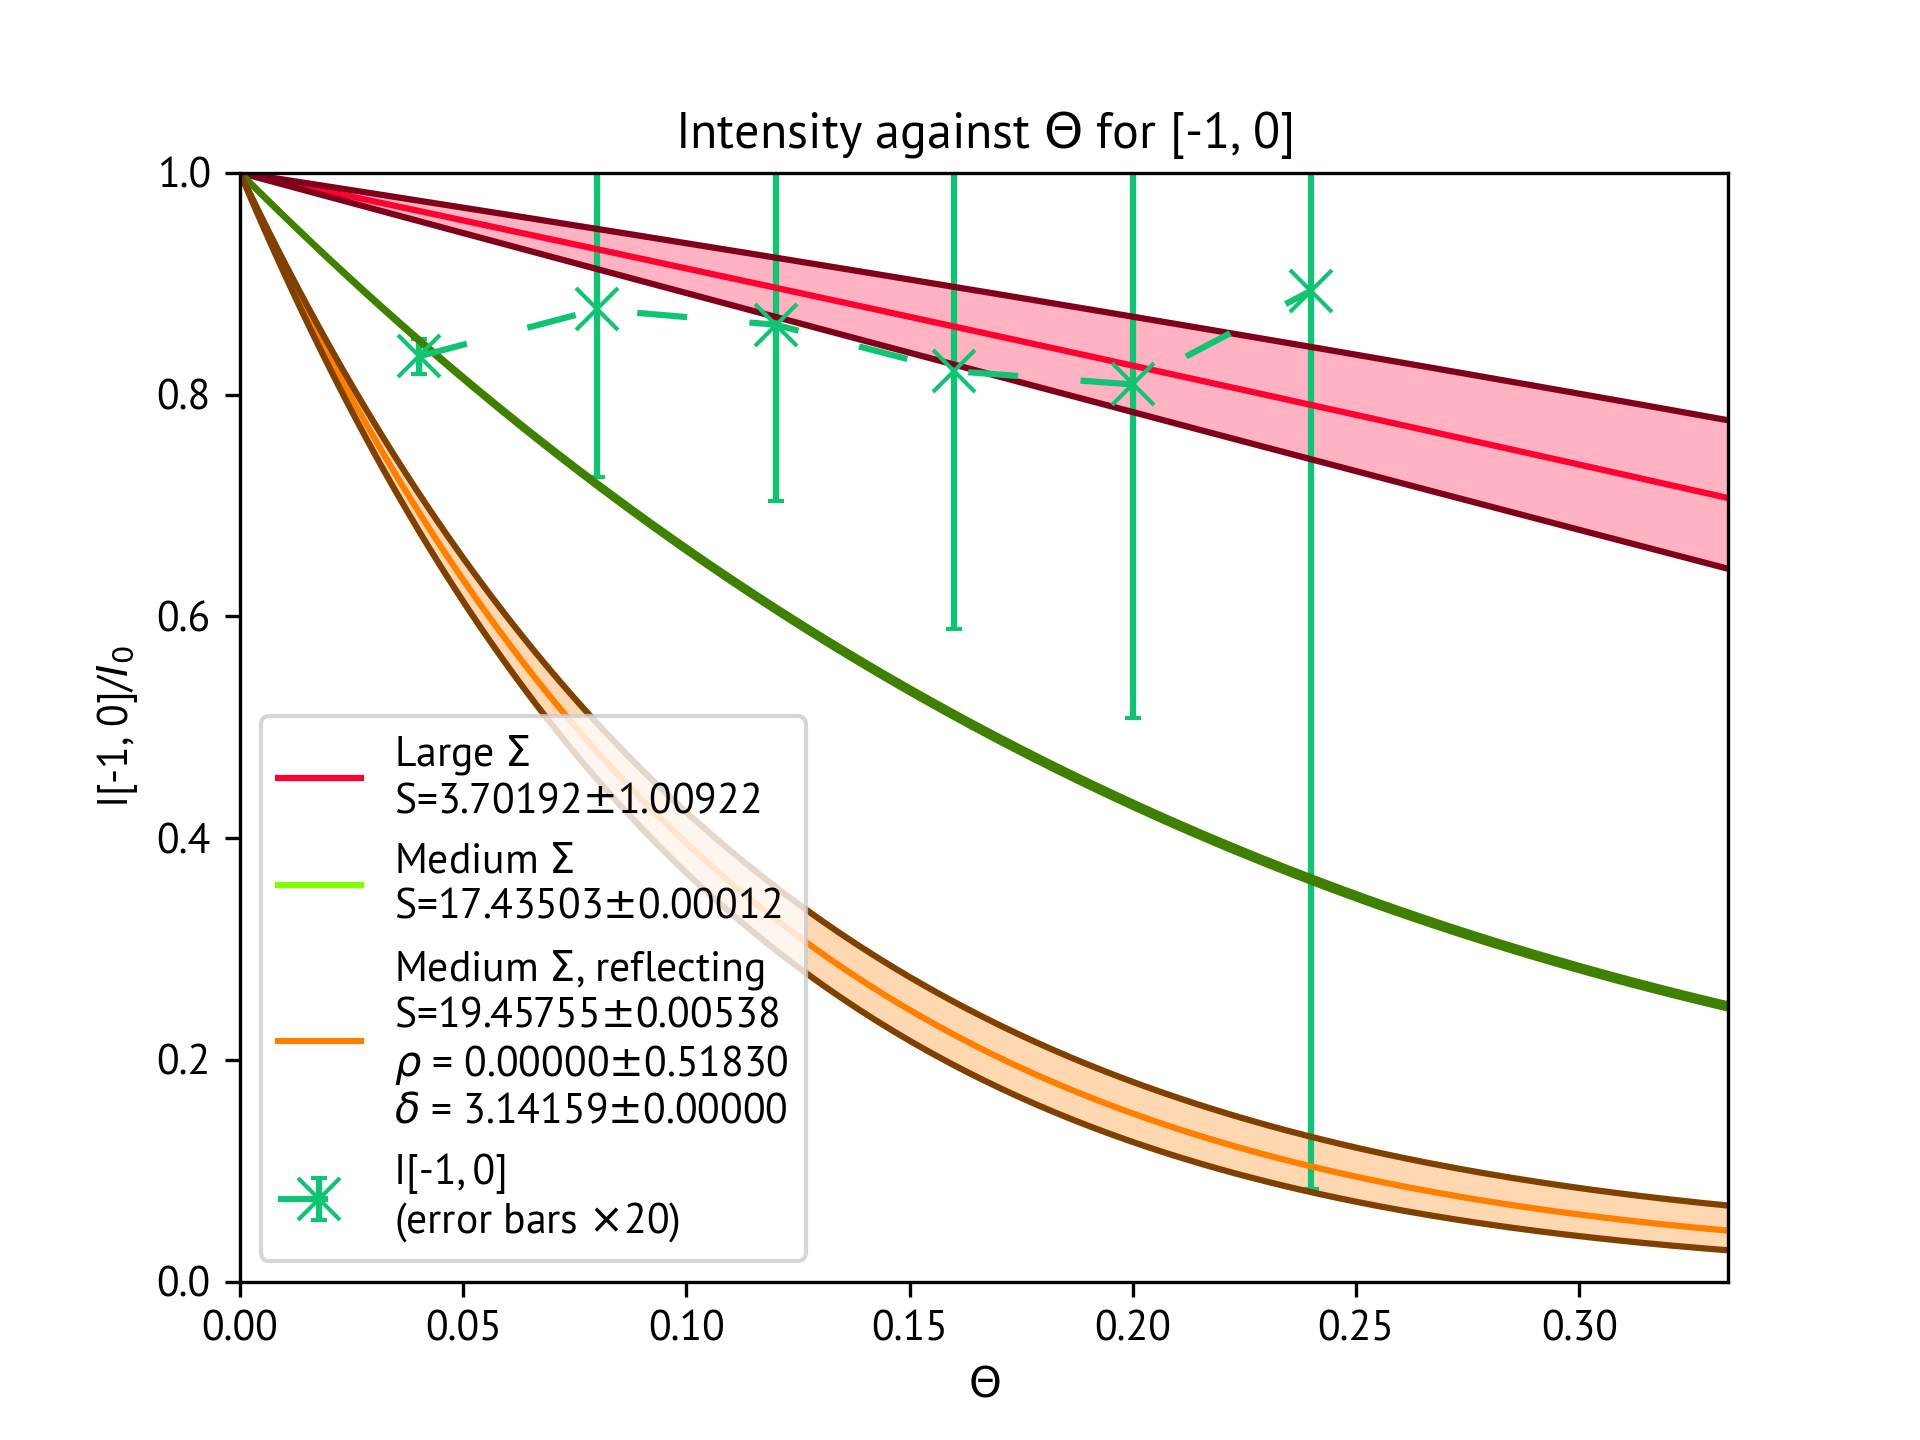 Intensity against Θ for [-1, 0]
1.0
0.8
0.6
0.4
0.2
0.0
I[-1, 0]/I₀
Large Σ
S=3.70192±1.00922
Medium Σ
S=17.43503±0.00012
Medium Σ, reflecting
S=19.45755±0.00538
ρ = 0.00000±0.51830
δ = 3.14159±0.00000
I[-1, 0]
(error bars ×20)
0.00 0.05 0.10 0.15 0.20 0.25 0.30
Θ